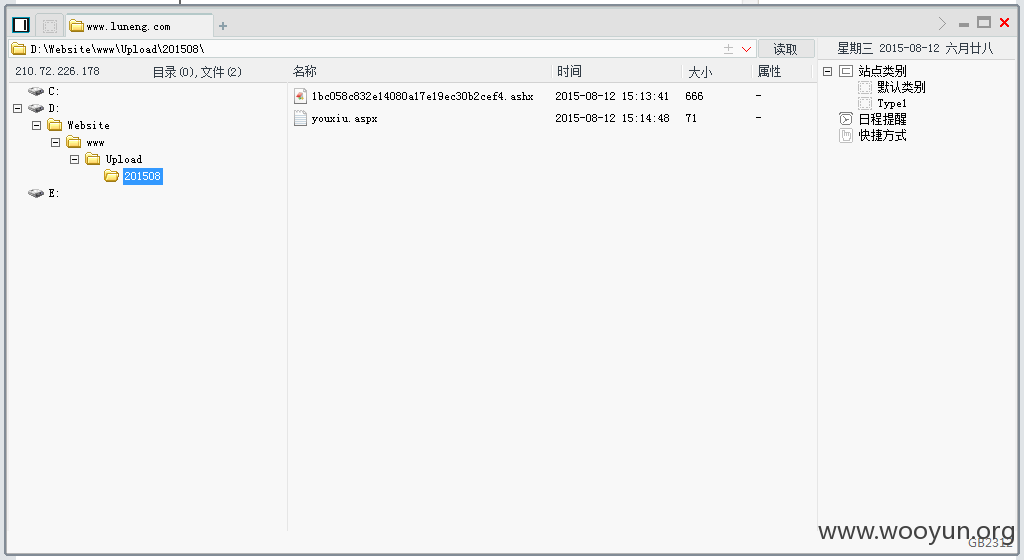 www.luneng.com
D:\Website\www\Upload\201508\
读取
星期三 2015-08-12 六月廿八
210.72.226.178 目录(0),文件(2)
名称 时间 大小 属性
C:
D:
Website
www
Upload
201508
E:
1bc058c832e14080a17e19ec30b2cef4.ashx 2015-08-12 15:13:41 666 -
youxiu.aspx 2015-08-12 15:14:48 71 -
站点类别
默认类别
Type1
日程提醒
快捷方式
www.wooyun.org
GB2312